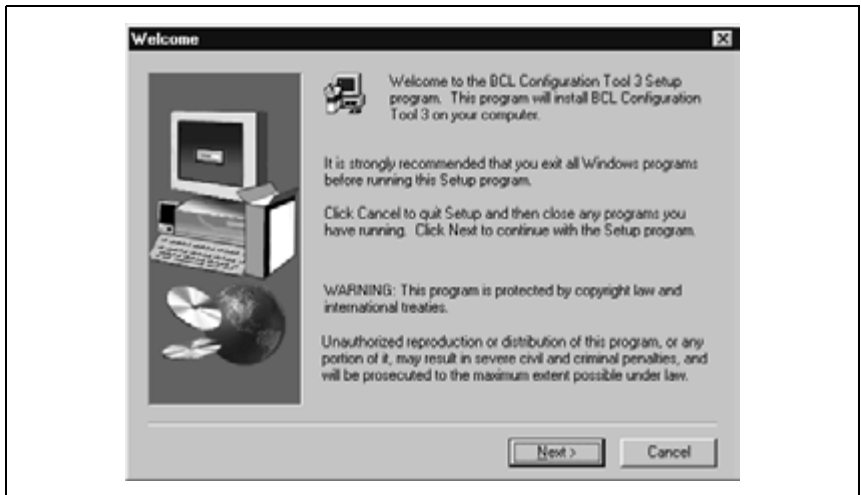 Welcome
Welcome to the BCL Configuration Tool 3 Setup
program. This program will install BCL Configuration
Tool 3 on your computer.
It is strongly recommended that you exit all Windows programs
before running this Setup program.
Click Cancel to quit Setup and then close any programs you
have running. Click Next to continue with the Setup program.
WARNING: This program is protected by copyright law and
international treaties.
Unauthorized reproduction or distribution of this program, or any
portion of it, may result in severe civil and criminal penalties, and
will be prosecuted to the maximum extent possible under law.
Next >
Cancel